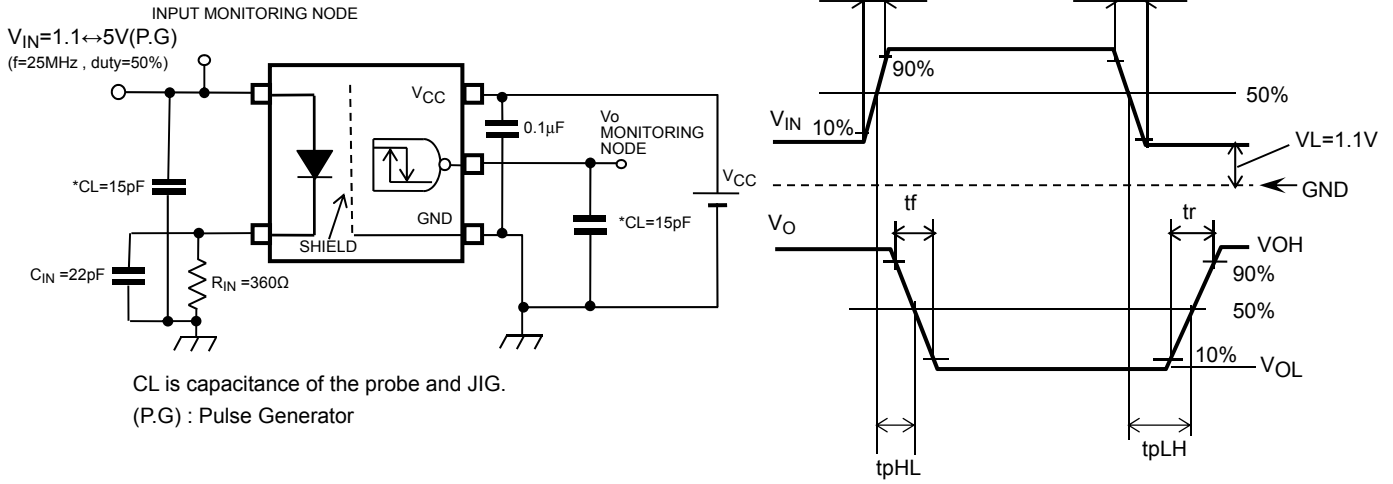 INPUT MONITORING NODE
VIN=1.1↔5V(P.G)
(f=25MHz , duty=50%)
VCC
0.1μF
Vo
MONITORING
NODE
VCC
*CL=15pF
GND
*CL=15pF
SHIELD
CIN =22pF
RIN =360Ω
CL is capacitance of the probe and JIG.
(P.G) : Pulse Generator
90%
50%
VIN
10%
VL=1.1V
GND
tf
tr
VO
VOH
90%
50%
10%
VOL
tpHL
tpLH